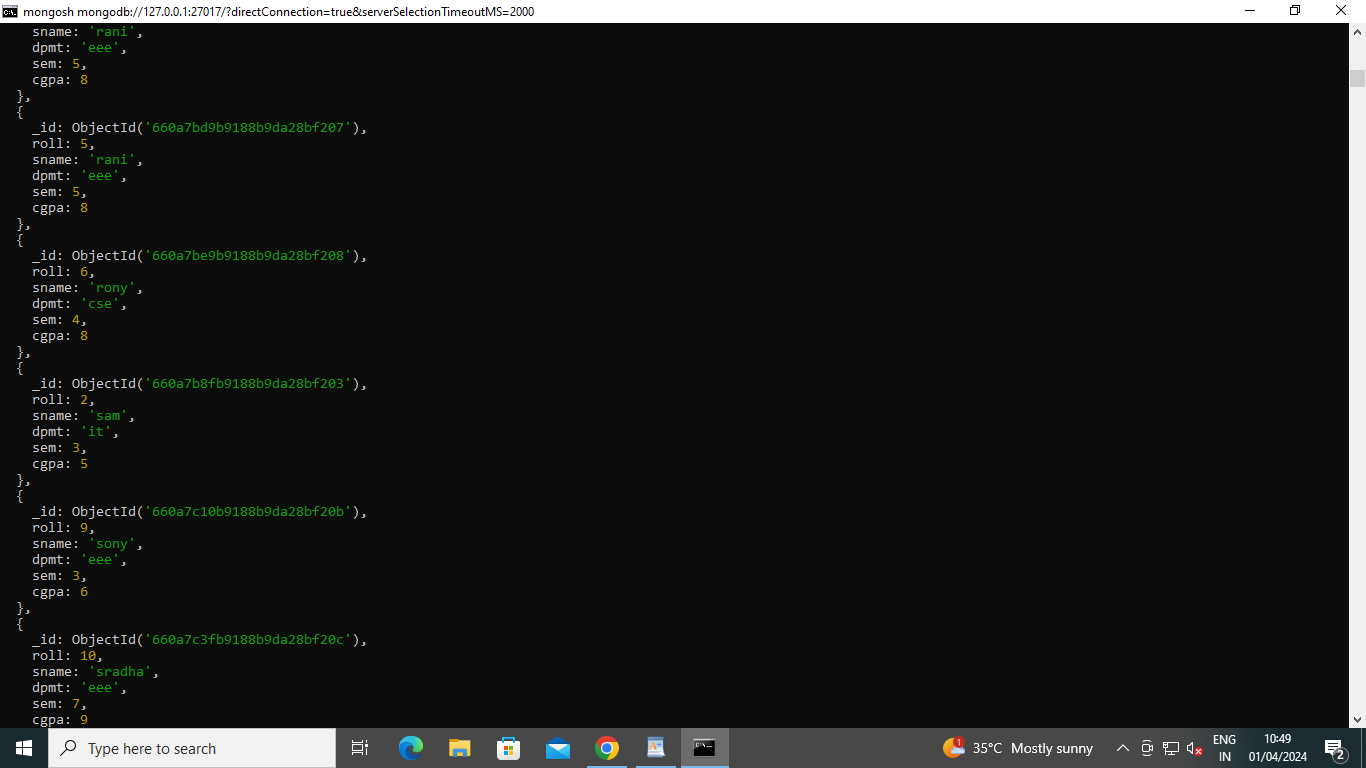 mongosh mongodb://127.0.0.1:27017/?directConnection=true&serverSelectionTimeoutMS=2000
sname: 'rani',
dpmt: 'eee',
sem: 5,
cgpa: 8
},
{
_id: ObjectId('660a7bd9b9188b9da28bf207'),
roll: 5,
sname: 'rani',
dpmt: 'eee',
sem: 5,
cgpa: 8
},
{
_id: ObjectId('660a7be9b9188b9da28bf208'),
roll: 6,
sname: 'rony',
dpmt: 'cse',
sem: 4,
cgpa: 8
},
{
_id: ObjectId('660a7b8fb9188b9da28bf203'),
roll: 2,
sname: 'sam',
dpmt: 'it',
sem: 3,
cgpa: 5
},
{
_id: ObjectId('660a7c10b9188b9da28bf20b'),
roll: 9,
sname: 'sony',
dpmt: 'eee',
sem: 3,
cgpa: 6
},
{
_id: ObjectId('660a7c3fb9188b9da28bf20c'),
roll: 10,
sname: 'sradha',
dpmt: 'eee',
sem: 7,
cgpa: 9
Type here to search
1
35°C Mostly sunny
ENG
IN
10:49
01/04/2024
2